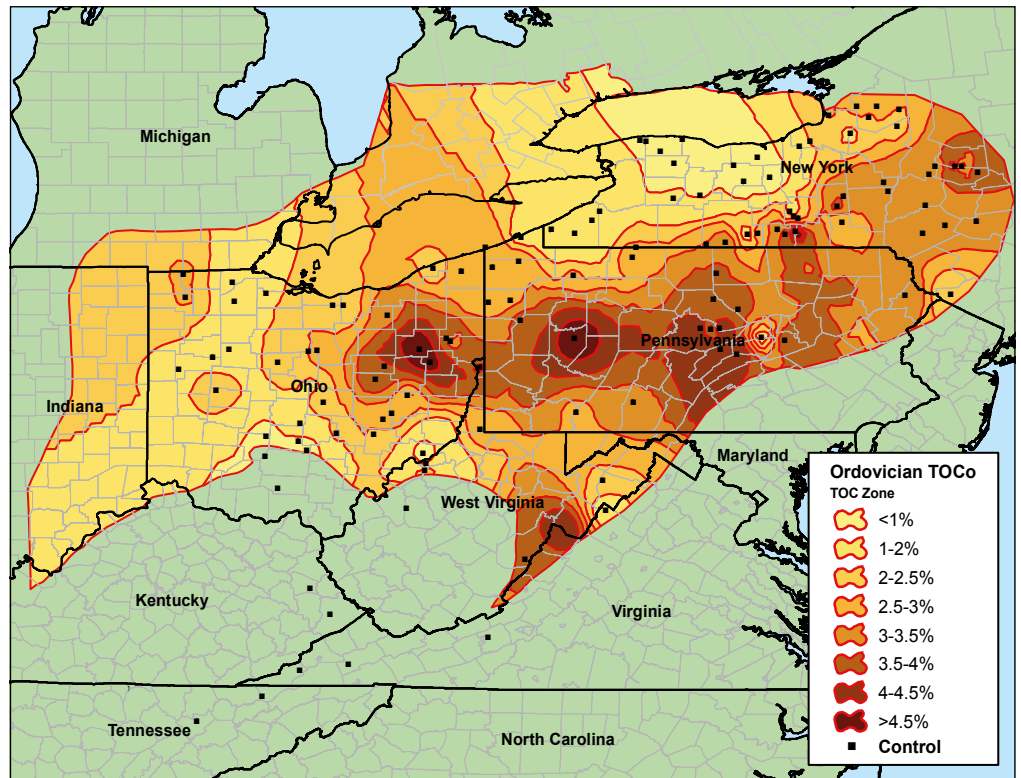 Michigan
New York
Pennsylvania
Ohio
Indiana
Maryland
West Virginia
Kentucky
Virginia
Tennessee
North Carolina
Ordovician TOCo
TOC Zone
<1%
1-2%
2-2.5%
2.5-3%
3-3.5%
3.5-4%
4-4.5%
>4.5%
Control